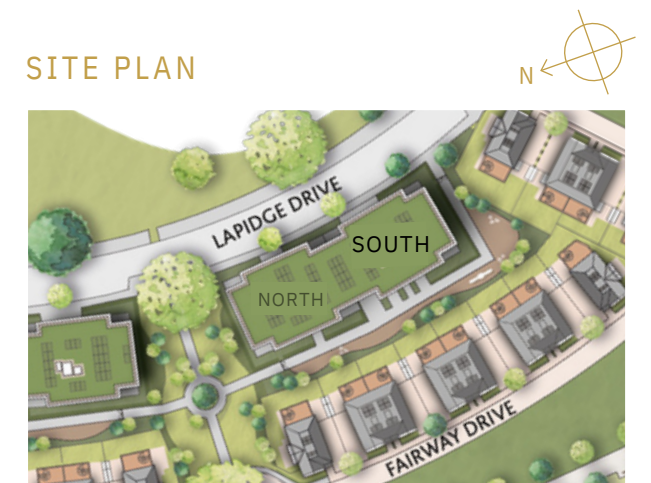 SITE PLAN
N
LAPIDGE DRIVE
SOUTH
NORTH
FAIRWAY DRIVE